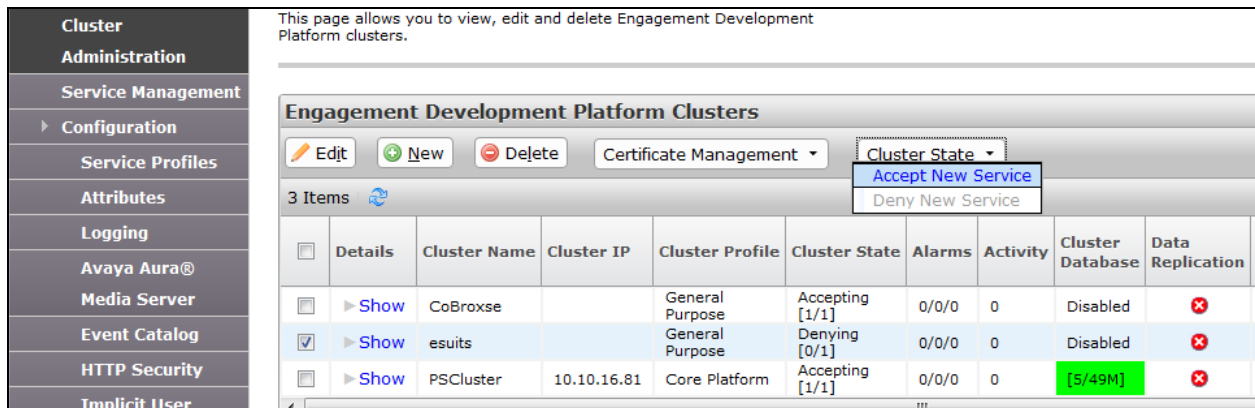 Cluster
Administration
Service Management
Configuration
Service Profiles
Attributes
Logging
Avaya Aura®
Media Server
Event Catalog
HTTP Security
Implicit User
This page allows you to view, edit and delete Engagement Development
Platform clusters.
Engagement Development Platform Clusters
Edit New Delete Certificate Management Cluster State
Accept New Service
Deny New Service
3 Items
Details Cluster Name Cluster IP Cluster Profile Cluster State Alarms Activity Cluster Database Data Replication
Show CoBroxse General Purpose Accepting [1/1] 0/0/0 0 Disabled
Show esuits General Purpose Denying [0/1] 0/0/0 0 Disabled
Show PSCluster 10.10.16.81 Core Platform Accepting [1/1] 0/0/0 0 [5/49M]